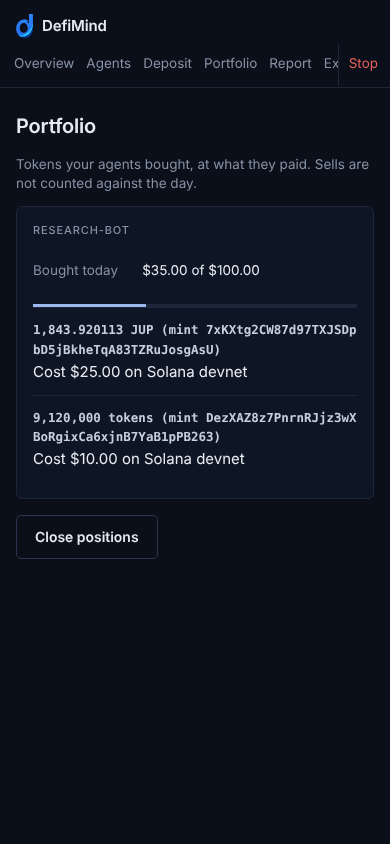 DefiMind
Overview Agents Deposit Portfolio Report Ex Stop
Portfolio
Tokens your agents bought, at what they paid. Sells are
not counted against the day.
RESEARCH-BOT
Bought today $35.00 of $100.00
1,843.920113 JUP (mint 7xKXtg2CW87d97TXJSDp
bD5jBkheTqA83TZRuJosgAsU)
Cost $25.00 on Solana devnet
9,120,000 tokens (mint DezXAZ8z7PnrnRJjz3wX
BoRgixCa6xjnB7YaB1pPB263)
Cost $10.00 on Solana devnet
Close positions